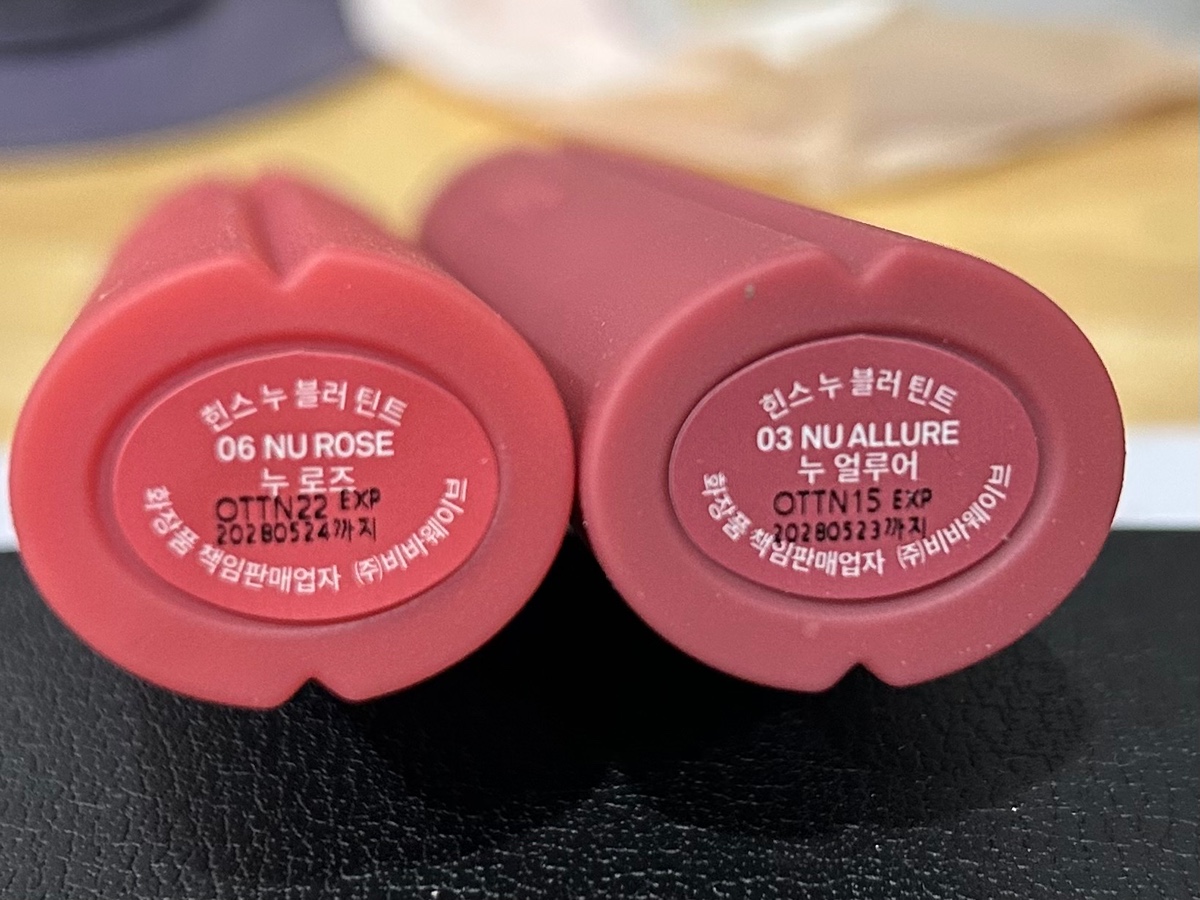 힌스 누 블러 틴트
06 NU ROSE
누 로즈
OTTN22 EXP
20280524까지
화장품 책임판매업자 ㈜비바웨이브
힌스 누 블러 틴트
03 NU ALLURE
누 얼루어
OTTN15 EXP
20280523까지
화장품 책임판매업자 ㈜비바웨이브